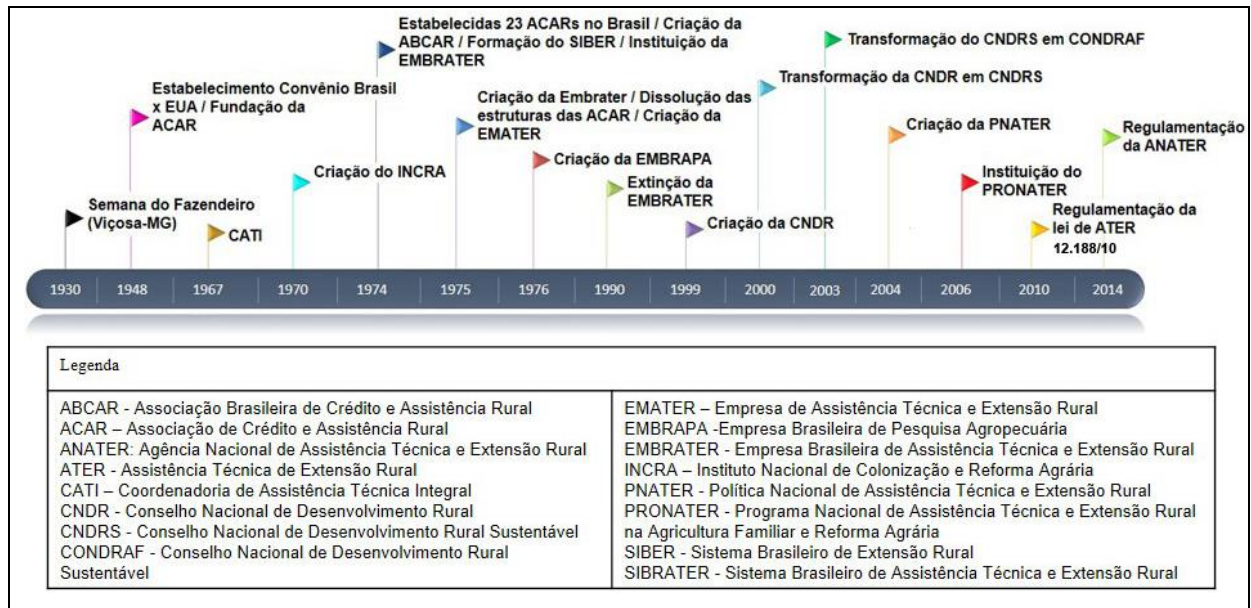 Estabelecidas 23 ACARs no Brasil / Criação da
ABCAR / Formação do SIBER / Instituição da
EMBRATER
Transformação do CNDRS em CONDRAF
Transformação da CNDR em CNDRS
Estabelecimento Convênio Brasil
x EUA / Fundação da
ACAR
Criação da Embrater / Dissolução das
estruturas das ACAR / Criação da
EMATER
Criação da PNATER
Regulamentação
da ANATER
Criação da EMBRAPA
Criação do INCRA
Extinção da
EMBRATER
Instituição do
PRONATER
Semana do Fazendeiro
(Viçosa-MG)
CATI
Criação da CNDR
Regulamentação da
lei de ATER
12.188/10
1930 1948 1967 1970 1974 1975 1976 1990 1999 2000 2003 2004 2006 2010 2014
Legenda
ABCAR - Associação Brasileira de Crédito e Assistência Rural
ACAR – Associação de Crédito e Assistência Rural
ANATER: Agência Nacional de Assistência Técnica e Extensão Rural
ATER - Assistência Técnica de Extensão Rural
CATI – Coordenadoria de Assistência Técnica Integral
CNDR - Conselho Nacional de Desenvolvimento Rural
CNDRS - Conselho Nacional de Desenvolvimento Rural Sustentável
CONDRAF - Conselho Nacional de Desenvolvimento Rural
Sustentável
EMATER – Empresa de Assistência Técnica e Extensão Rural
EMBRAPA -Empresa Brasileira de Pesquisa Agropecuária
EMBRATER - Empresa Brasileira de Assistência Técnica e Extensão Rural
INCRA – Instituto Nacional de Colonização e Reforma Agrária
PNATER - Política Nacional de Assistência Técnica e Extensão Rural
PRONATER - Programa Nacional de Assistência Técnica e Extensão Rural
na Agricultura Familiar e Reforma Agrária
SIBER - Sistema Brasileiro de Extensão Rural
SIBRATER - Sistema Brasileiro de Assistência Técnica e Extensão Rural